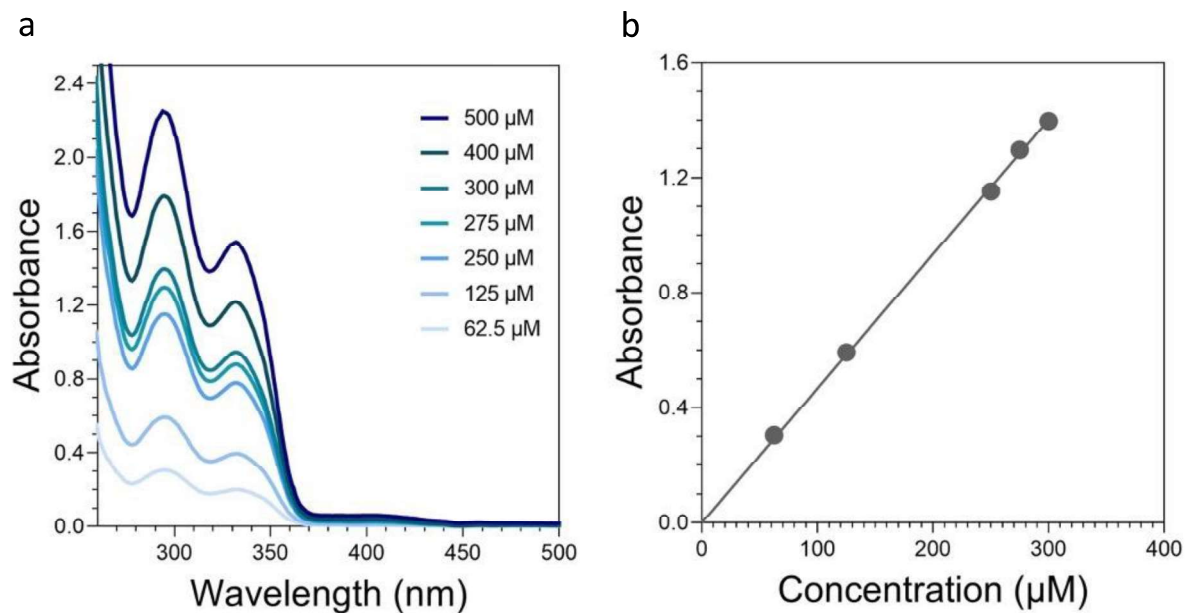 a
Absorbance
2.4
2.0
1.6
1.2
0.8
0.4
0.0
300
350
400
450
500
Wavelength (nm)
500 µM
400 µM
300 µM
275 µM
250 µM
125 µM
62.5 µM
b
Absorbance
1.6
1.2
0.8
0.4
0.0
0
100
200
300
400
Concentration (µM)